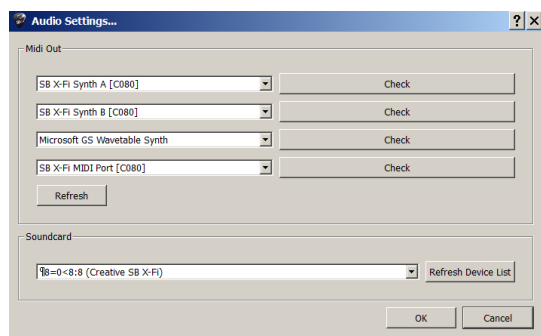 Audio Settings...
Midi Out
SB X-Fi Synth A [C080]
Check
SB X-Fi Synth B [C080]
Check
Microsoft GS Wavetable Synth
Check
SB X-Fi MIDI Port [C080]
Check
Refresh
Soundcard
¶8=0<8:8 (Creative SB X-Fi)
Refresh Device List
OK
Cancel